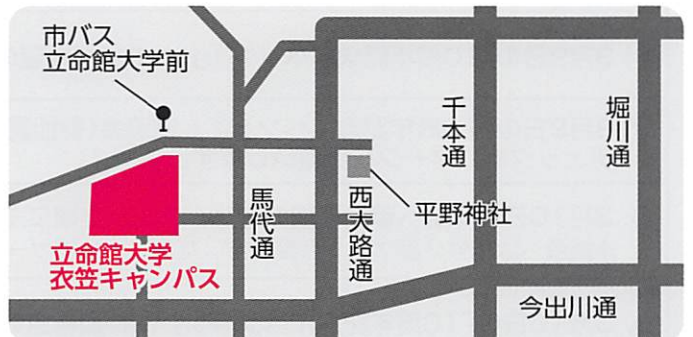 市バス
立命館大学前
千本通
堀川通
馬代通
西大路通
平野神社
立命館大学
衣笠キャンパス
今出川通